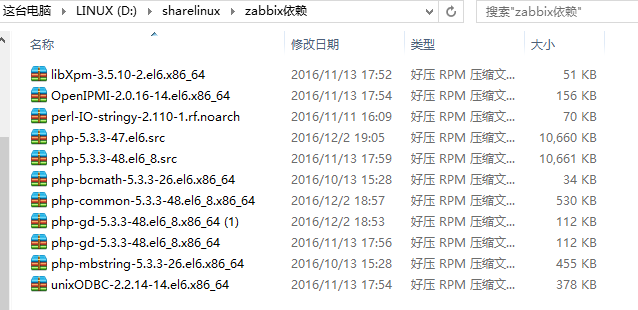 这台电脑 > LINUX (D:) > sharelinux > zabbix依赖 搜索"zabbix依赖"
名称 修改日期 类型 大小
libXpm-3.5.10-2.el6.x86_64 2016/11/13 17:52 好压 RPM 压缩文... 51 KB
OpenIPMI-2.0.16-14.el6.x86_64 2016/11/13 17:54 好压 RPM 压缩文... 156 KB
perl-IO-stringy-2.110-1.rf.noarch 2016/11/11 16:09 好压 RPM 压缩文... 70 KB
php-5.3.3-47.el6.src 2016/12/2 19:05 好压 RPM 压缩文... 10,660 KB
php-5.3.3-48.el6_8.src 2016/11/13 17:59 好压 RPM 压缩文... 10,661 KB
php-bcmath-5.3.3-26.el6.x86_64 2016/10/13 15:28 好压 RPM 压缩文... 34 KB
php-common-5.3.3-48.el6_8.x86_64 2016/12/2 18:57 好压 RPM 压缩文... 530 KB
php-gd-5.3.3-48.el6_8.x86_64 (1) 2016/12/2 18:53 好压 RPM 压缩文... 112 KB
php-gd-5.3.3-48.el6_8.x86_64 2016/11/13 17:56 好压 RPM 压缩文... 112 KB
php-mbstring-5.3.3-26.el6.x86_64 2016/10/13 15:28 好压 RPM 压缩文... 455 KB
unixODBC-2.2.14-14.el6.x86_64 2016/11/13 17:54 好压 RPM 压缩文... 378 KB